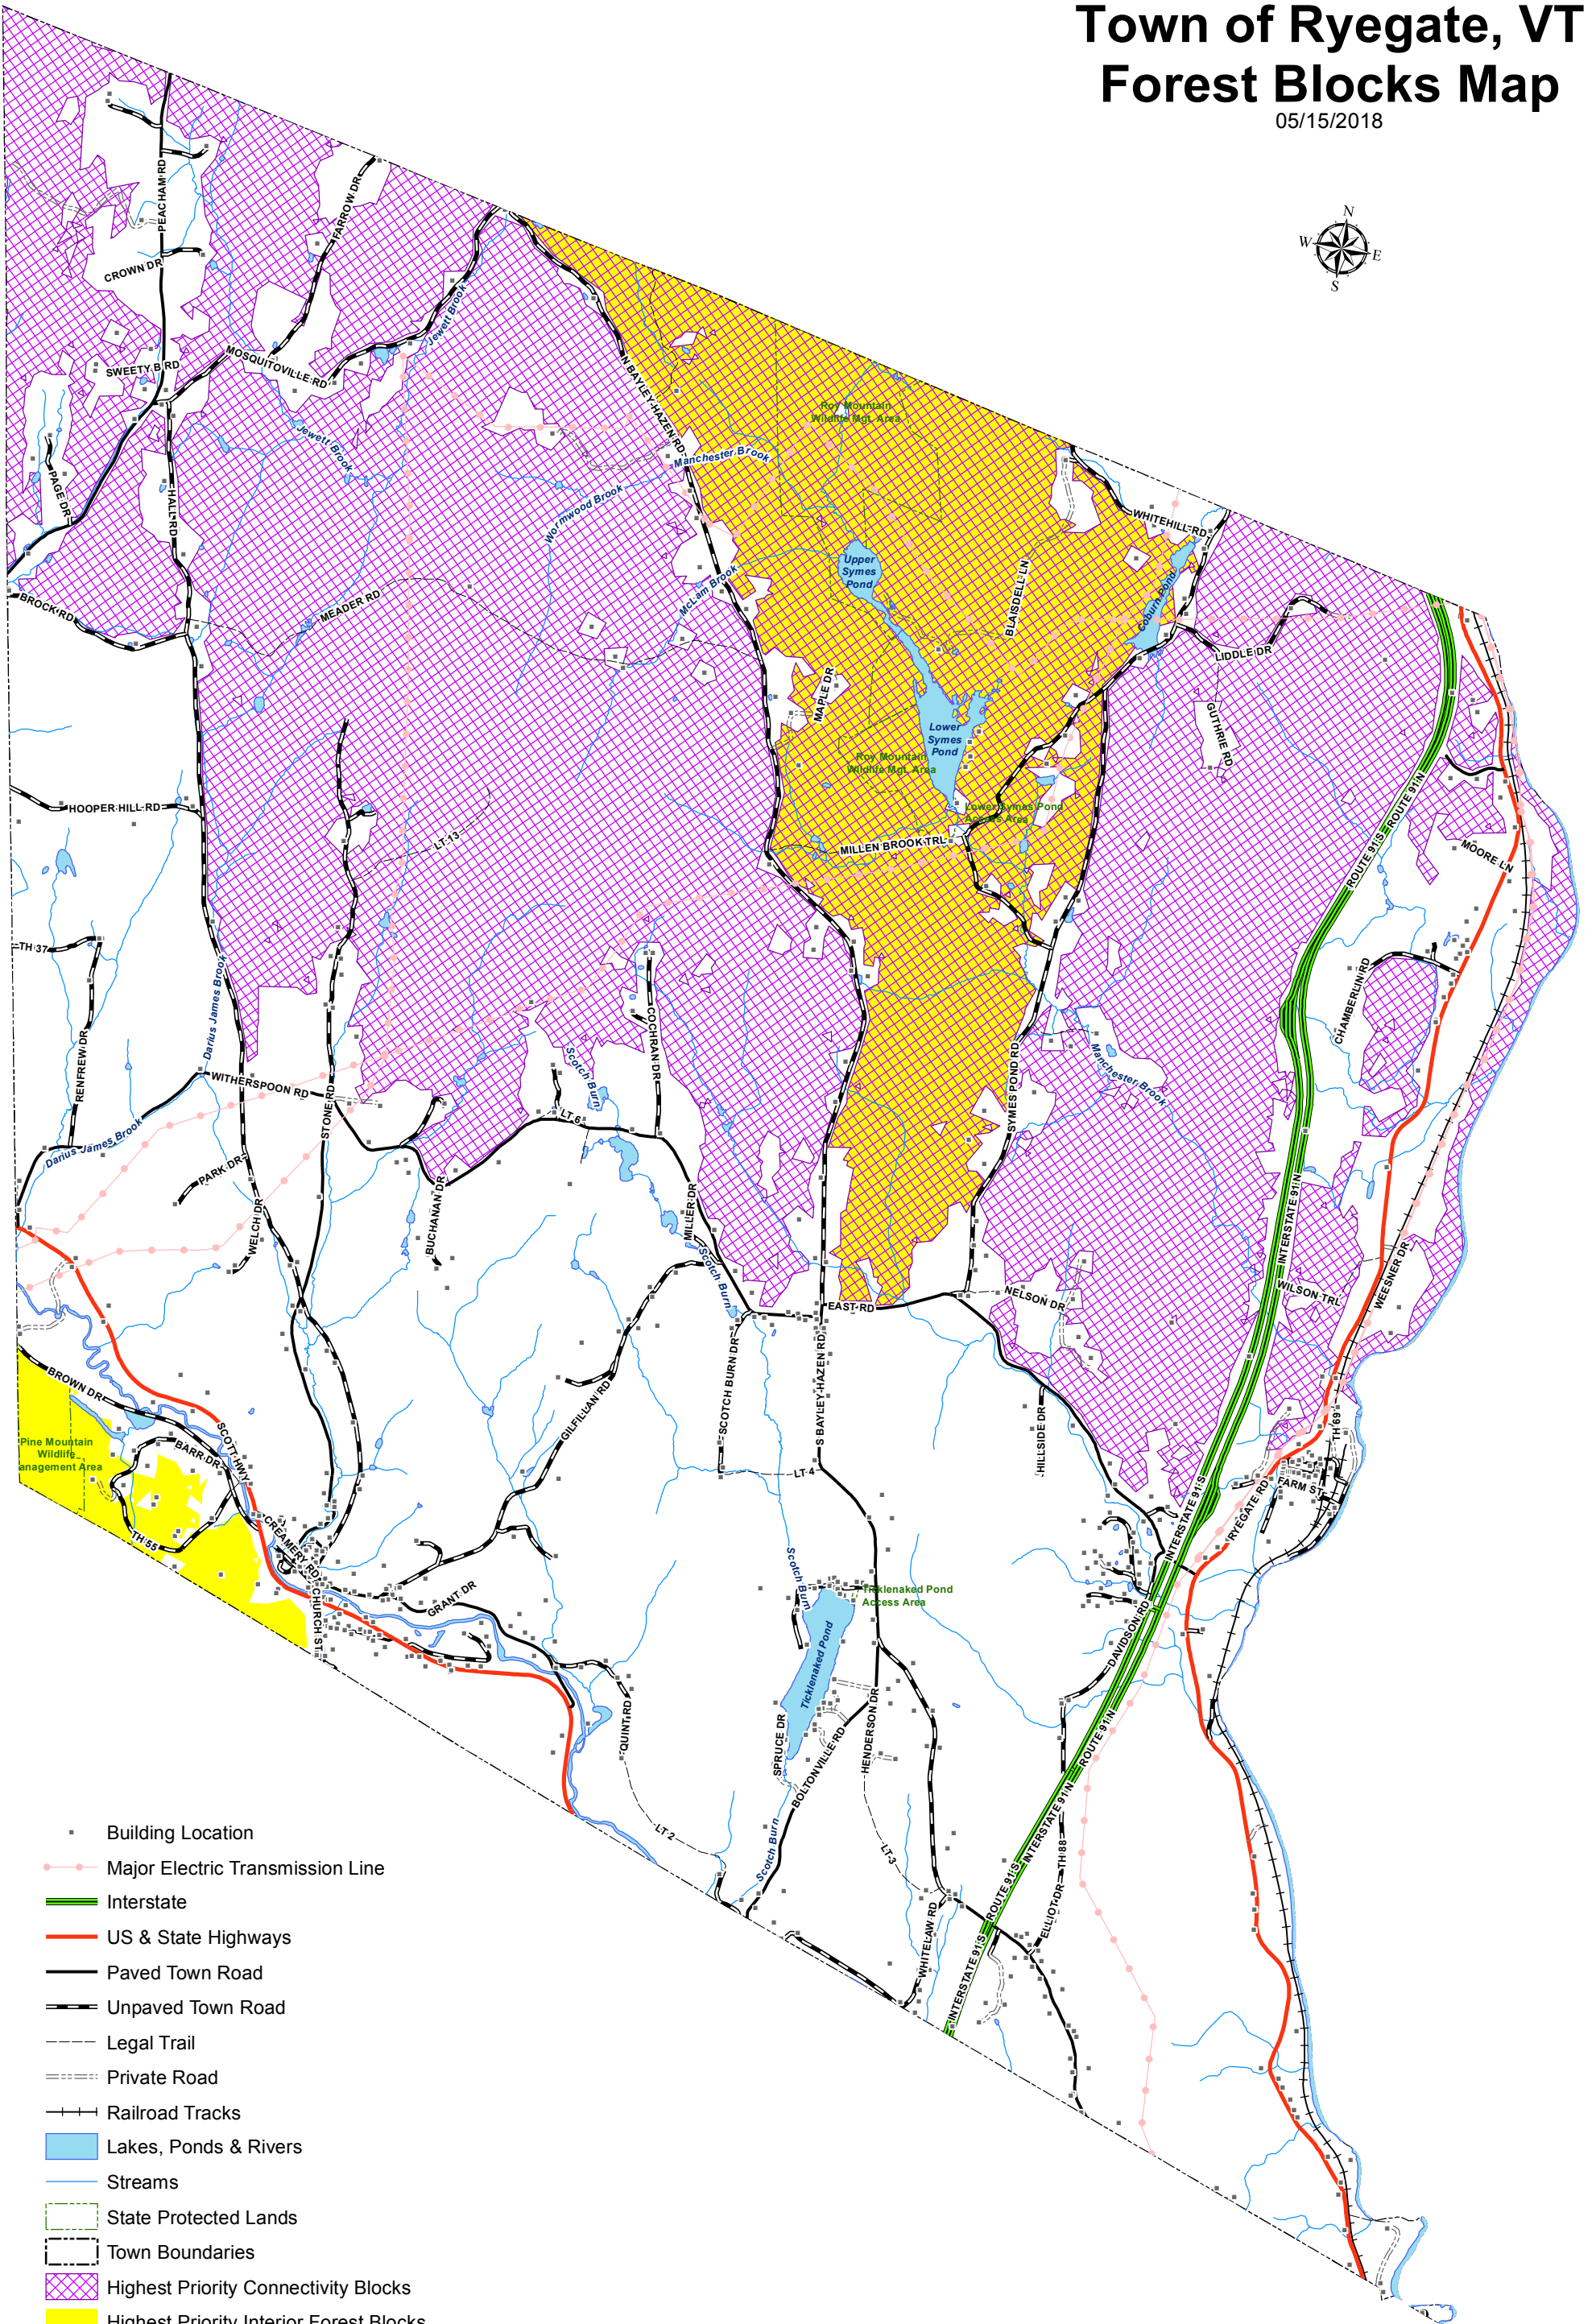 Town of Ryegate, VT
Forest Blocks Map
05/15/2018
N
W
E
S
PEACHAM RD
FARROW DR
CROWN DR
Jewett Brook
MOSQUITOVILLE RD
SWEETY B RD
N BAYLEY-HAZEN RD
Roy Mountain
Wildlife Mgt. Area
Jewett Brook
Manchester Brook
PAGE DR
HALL RD
Wormwood Brook
WHITEHILL RD
Upper
Symes
Pond
McLam Brook
BLAISDELL LN
Coburn Pond
BROCK RD
MEADER RD
LIDDLE DR
MAPLE DR
GUTHRIE RD
Lower
Symes
Pond
Roy Mountain
Wildlife Mgt. Area
HOOPER HILL RD
Lower Symes Pond
Access Area
ROUTE 91 N
ROUTE 91 S
LT 13
MILLEN BROOK TRL
MOORE LN
TH 37
Darius James Brook
CHAMBERLIN RD
COCHRAN DR
RENFREW DR
Scotch Burn
SYMES POND RD
Manchester Brook
WITHERSPOON RD
STONE RD
LT 6
Darius James Brook
PARK DR
WELCH DR
BUCHANAN DR
MILLER DR
INTERSTATE 91 N
Scotch Burn
WEESNER DR
WILSON TRL
NELSON DR
EAST RD
BROWN DR
SCOTCH BURN DR
S BAYLEY-HAZEN RD
GILFILLAN RD
HILLSIDE DR
TH 69
Pine Mountain
Wildlife
anagement Area
BARR DR
SCOTT HWY
LT 4
INTERSTATE 91 S
RYEGATE RD
FARM ST
TH 55
CREAMERY RD
CHURCH ST
GRANT DR
Scotch Burn
Ticklenaked Pond
Access Area
Ticklenaked Pond
DAVIDSON RD
QUINT RD
SPRUCE DR
BOLTONVILLE RD
HENDERSON DR
ROUTE 91 N
INTERSTATE 91 N
LT 2
LT-3
Scotch Burn
TH 88
ELLIOT DR
ROUTE 91 S
WHITELAW RD
INTERSTATE 91 S
Building Location
Major Electric Transmission Line
Interstate
US & State Highways
Paved Town Road
Unpaved Town Road
Legal Trail
Private Road
Railroad Tracks
Lakes, Ponds & Rivers
Streams
State Protected Lands
Town Boundaries
Highest Priority Connectivity Blocks
Highest Priority Interior Forest Blocks